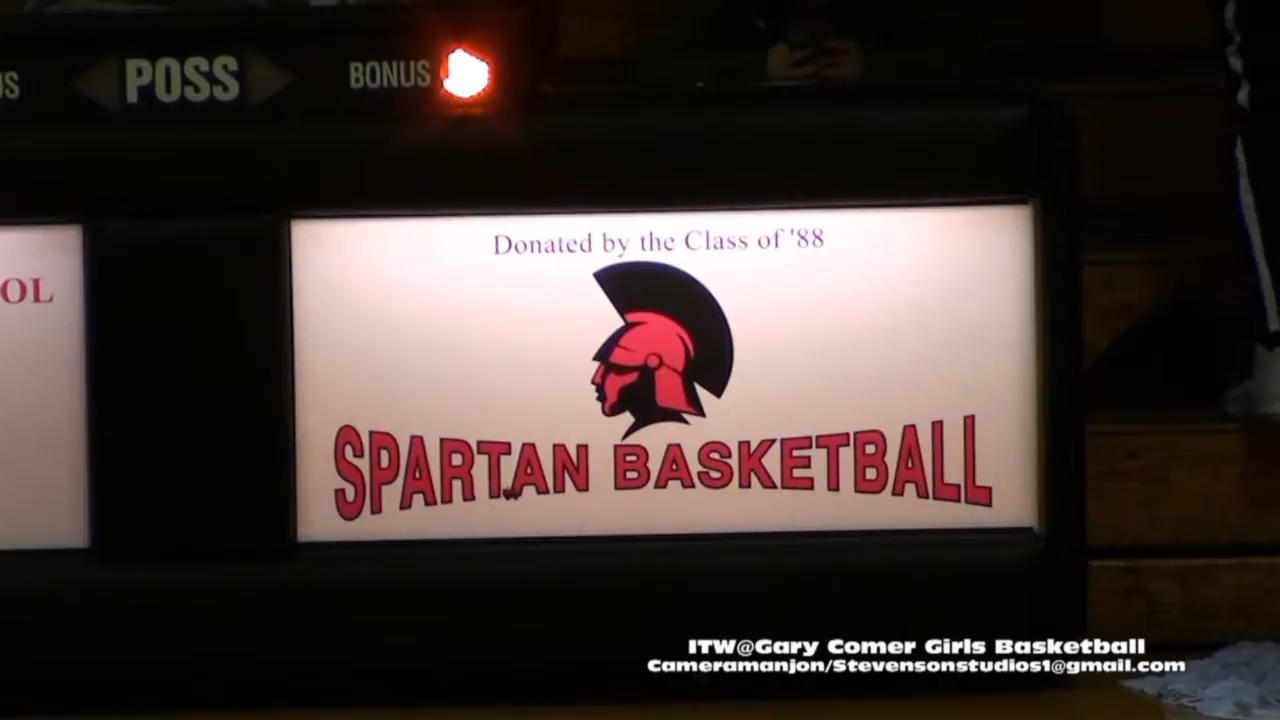 POSS
BONUS
Donated by the Class of '88
SPARTAN BASKETBALL
OL
ITW@Gary Comer Girls Basketball
Cameramanjon/Stevensonstudios1@gmail.com